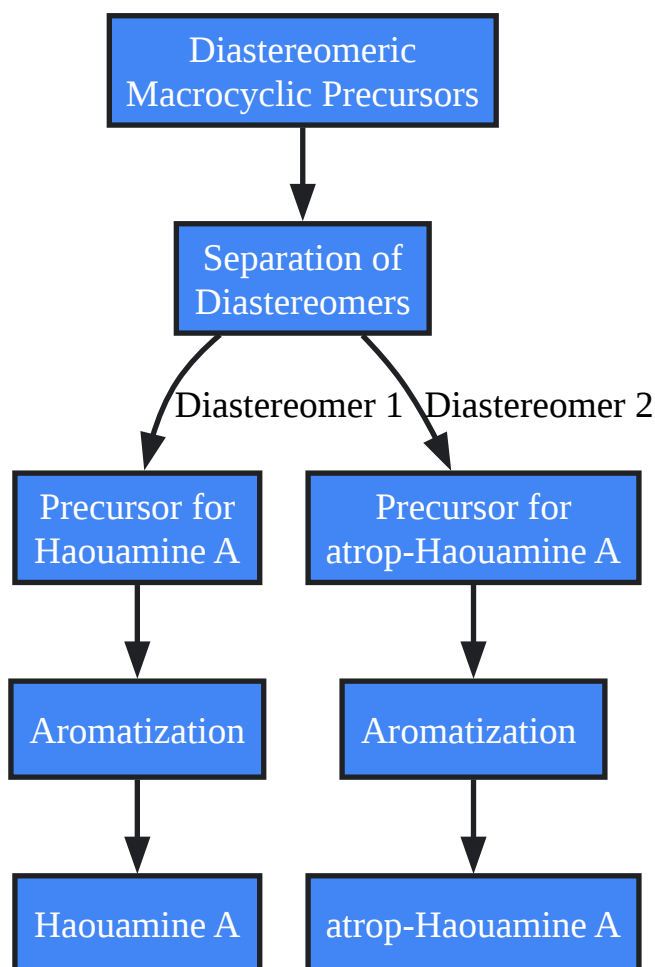 Diastereomeric
Macrocyclic Precursors
Separation of
Diastereomers
Diastereomer 1
Diastereomer 2
Precursor for
Haouamine A
Precursor for
atrop-Haouamine A
Aromatization
Aromatization
Haouamine A
atrop-Haouamine A